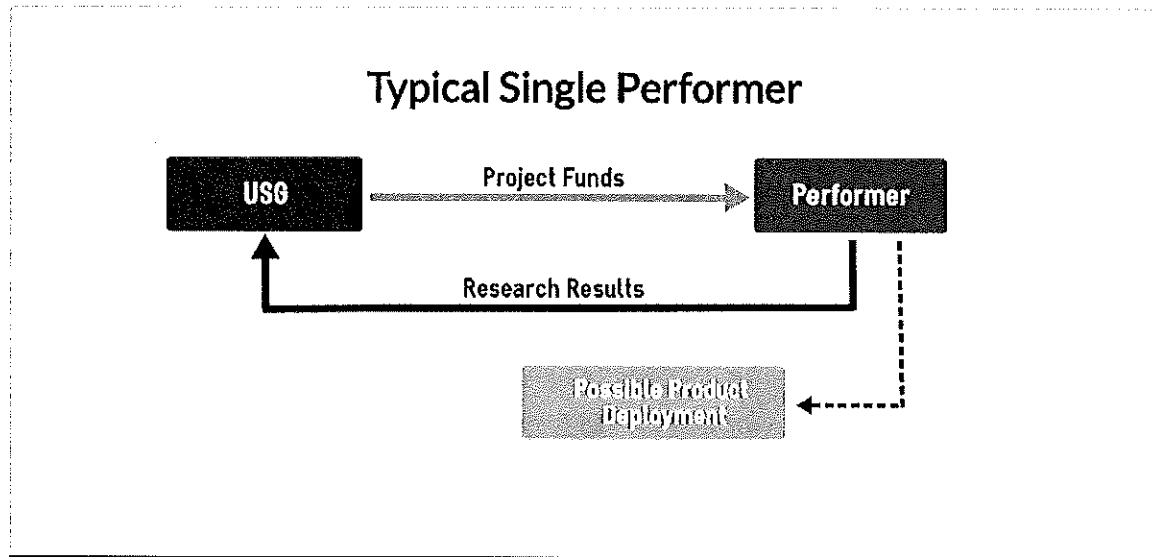 Typical Single Performer
USG
Project Funds
Performer
Research Results
Possible Product
Deployment